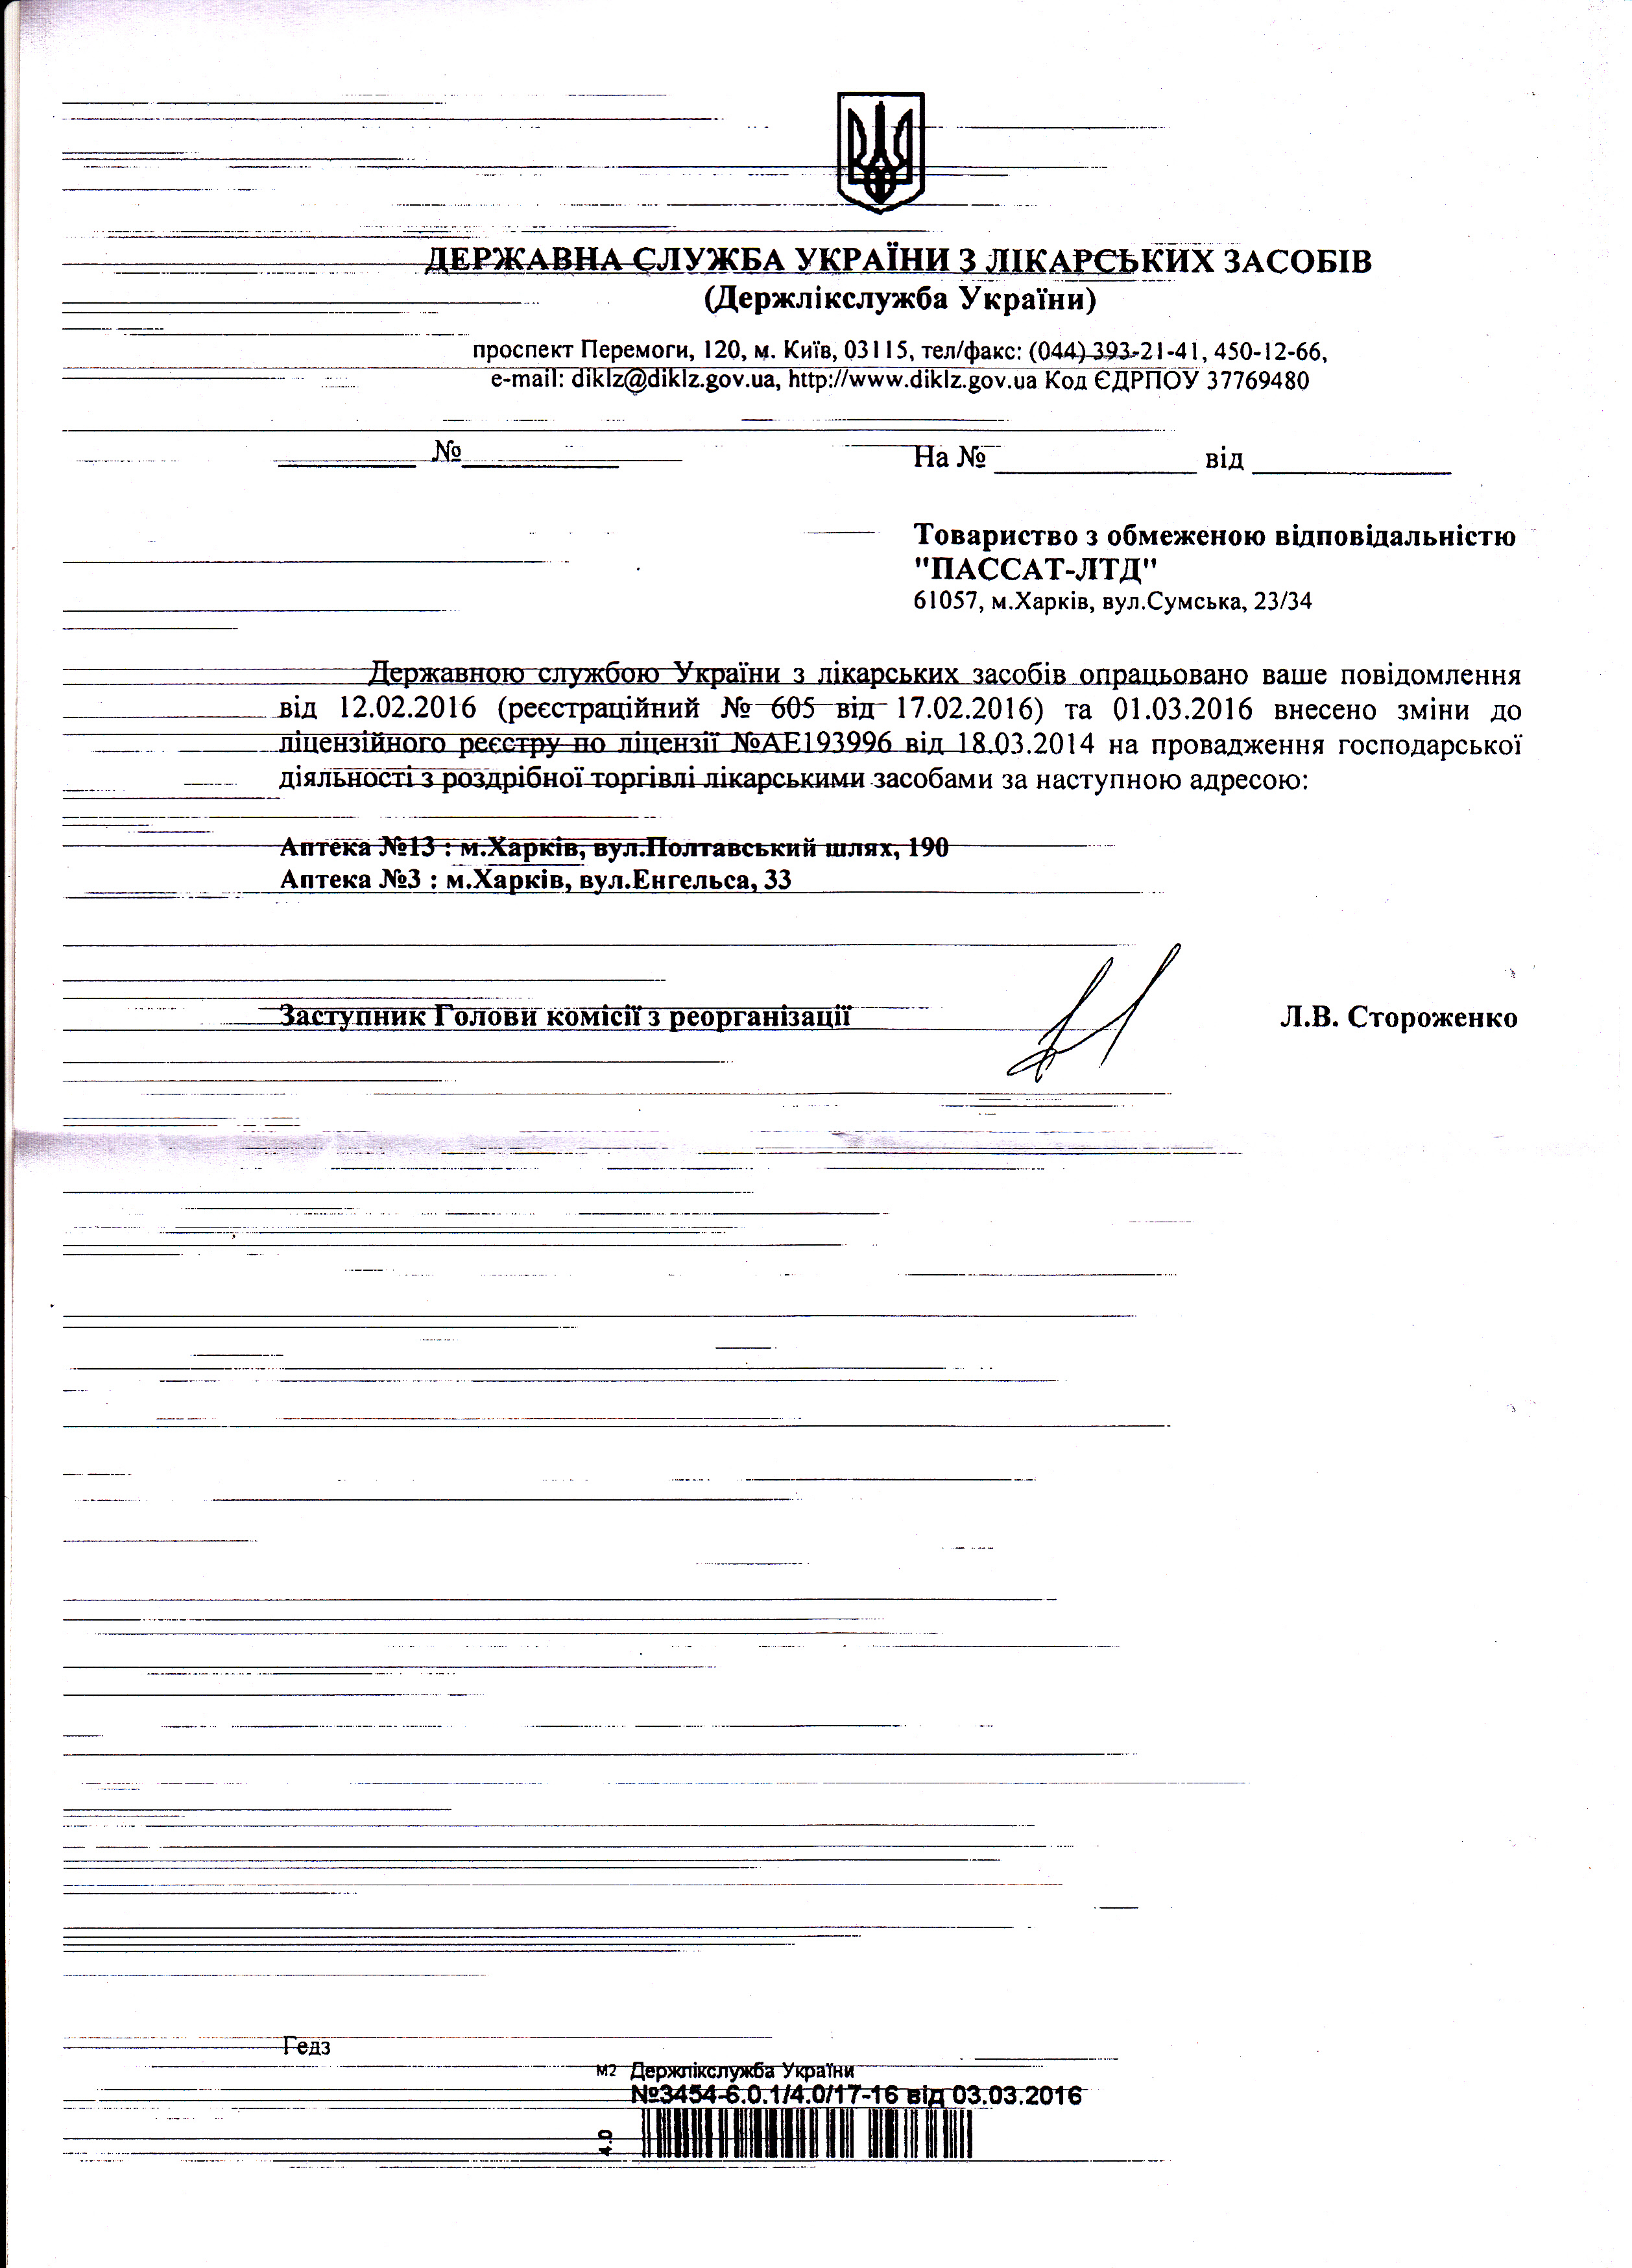 ДЕРЖАВНА СЛУЖБА УКРАЇНИ З ЛІКАРСЬКИХ ЗАСОБІВ
(Держлікслужба України)
проспект Перемоги, 120, м. Київ, 03115, тел/факс: (044) 393-21-41, 450-12-66,
e-mail: diklz@diklz.gov.ua, http://www.diklz.gov.ua Код ЄДРПОУ 37769480
__________ №___________ На № ______________ від ______________
Товариство з обмеженою відповідальністю
"ПАССАТ-ЛТД"
61057, м.Харків, вул.Сумська, 23/34
Державною службою України з лікарських засобів опрацьовано ваше повідомлення
від 12.02.2016 (реєстраційний № 605 від 17.02.2016) та 01.03.2016 внесено зміни до
ліцензійного реєстру по ліцензії №АЕ193996 від 18.03.2014 на провадження господарської
діяльності з роздрібної торгівлі лікарськими засобами за наступною адресою:
Аптека №13 : м.Харків, вул.Полтавський шлях, 190
Аптека №3 : м.Харків, вул.Енгельса, 33
Заступник Голови комісії з реорганізації Л.В. Стороженко
Гедз
М2 Держлікслужба України
№3454-6.0.1/4.0/17-16 від 03.03.2016
4.0